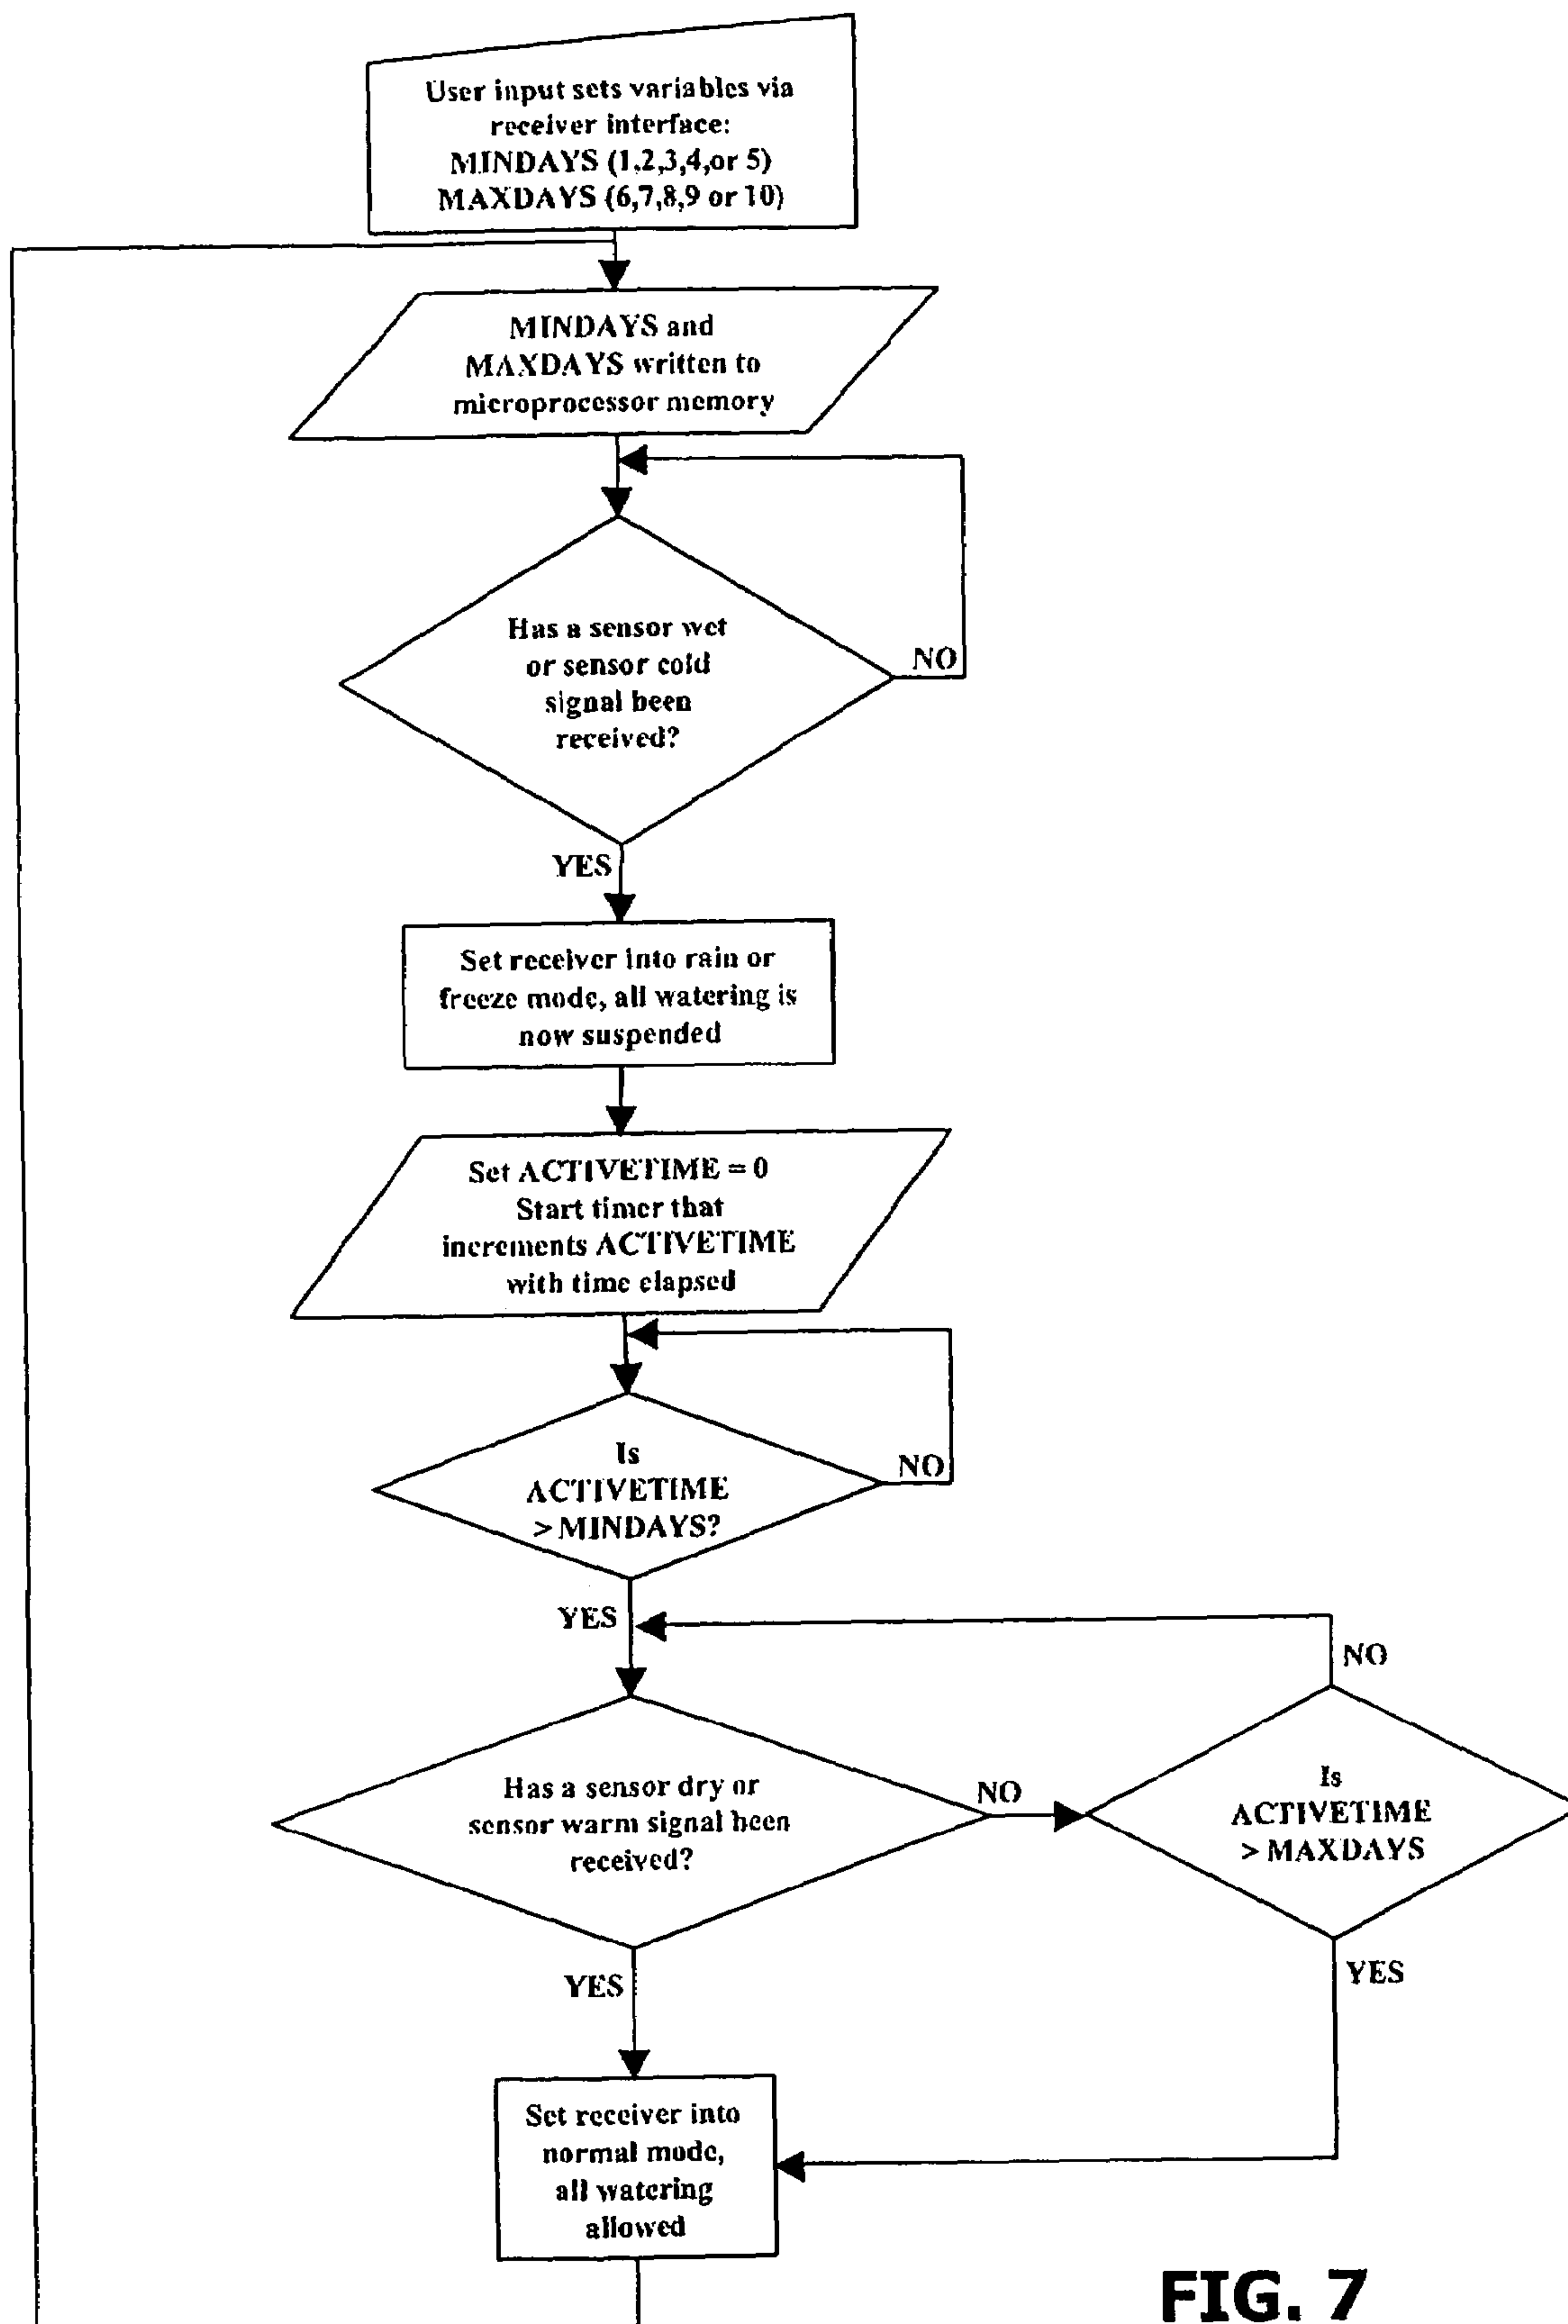 User input sets variables via
receiver interface:
MINDAYS (1,2,3,4,or 5)
MAXDAYS (6,7,8,9 or 10)
MINDAYS and
MAXDAYS written to
microprocessor memory
Has a sensor wet
or sensor cold
signal been
received?
NO
YES
Set receiver into rain or
freeze mode, all watering is
now suspended
Set ACTIVETIME = 0
Start timer that
increments ACTIVETIME
with time elapsed
Is
ACTIVETIME
> MINDAYS?
NO
YES
Has a sensor dry or
sensor warm signal been
received?
NO
Is
ACTIVETIME
> MAXDAYS
NO
YES
YES
Set receiver into
normal mode,
all watering
allowed
FIG. 7